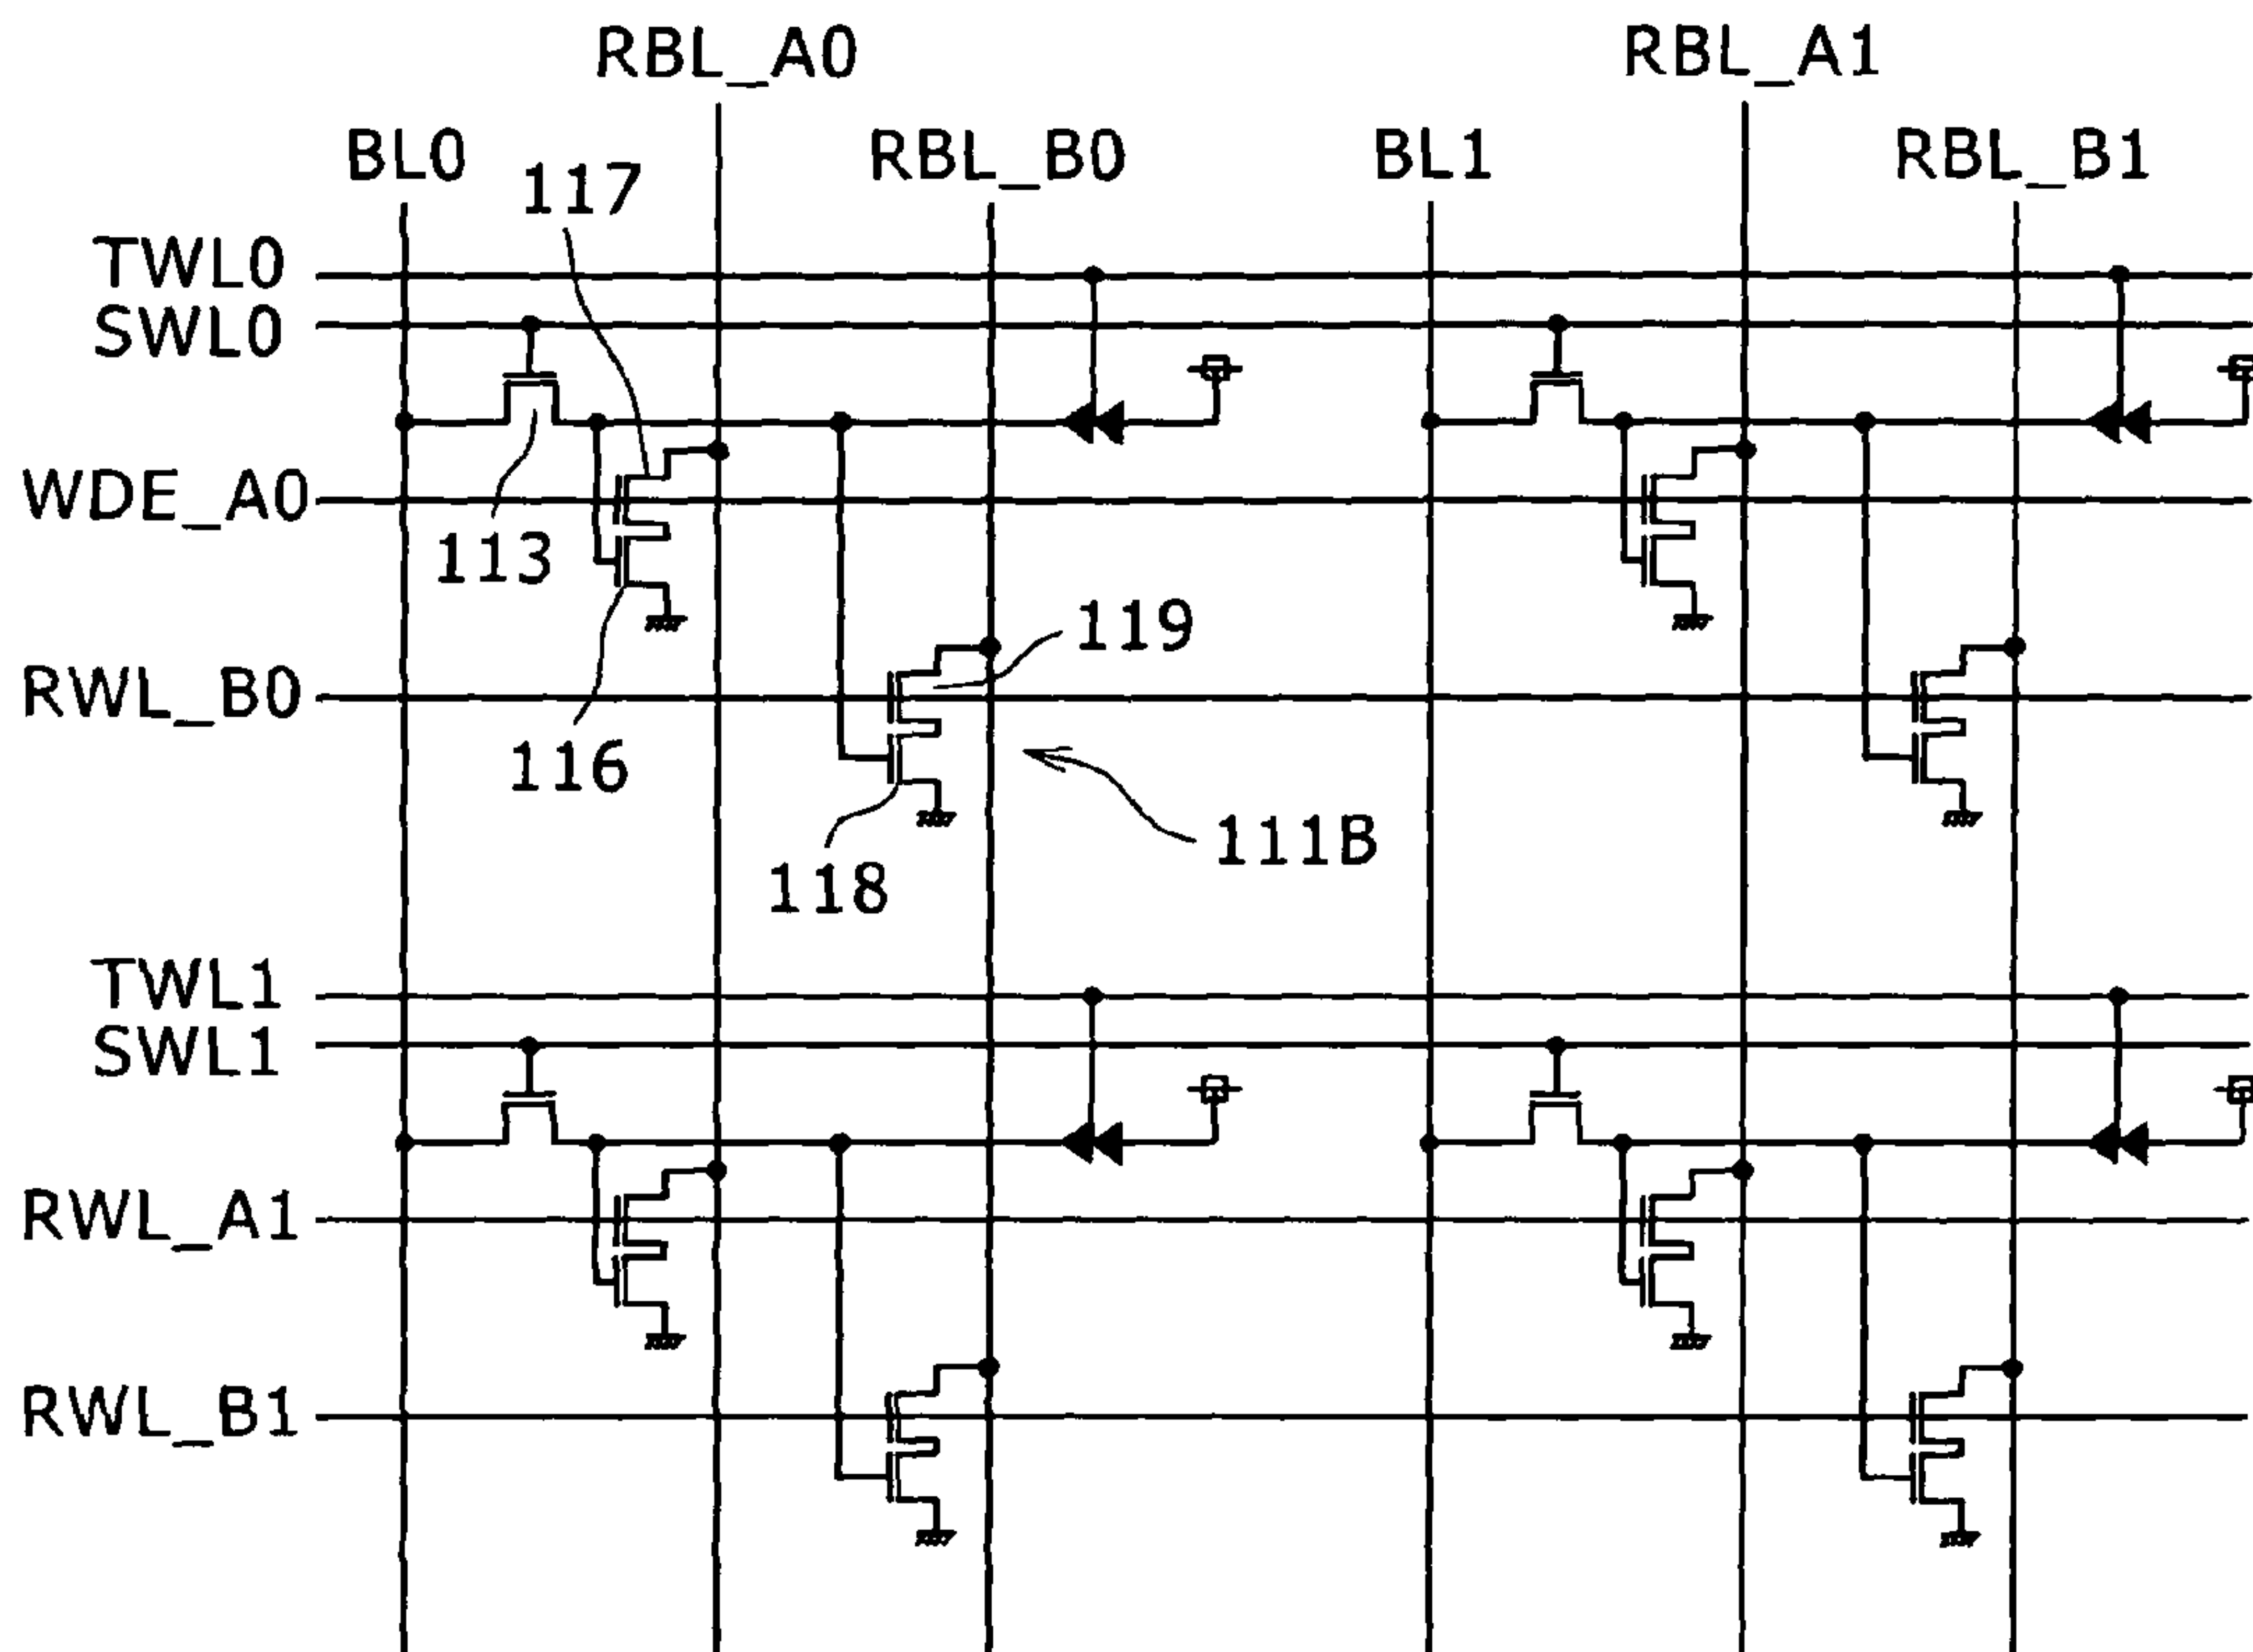 RBL_A0
RBL_A1
BL0
RBL_B0
BL1
RBL_B1
117
TWL0
SWL0
WDE_A0
113
119
RWL_B0
116
111B
118
TWL1
SWL1
RWL_A1
RWL_B1